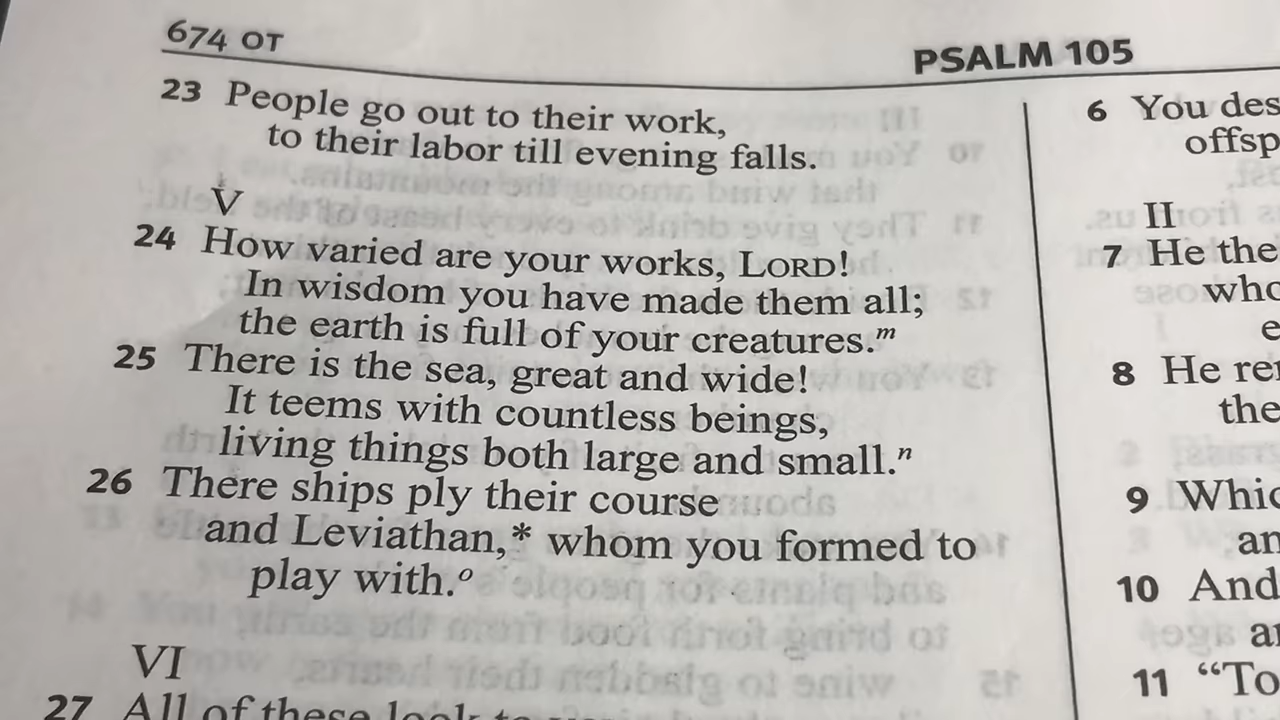 674 OT
PSALM 105
23 People go out to their work,
to their labor till evening falls.
V
24 How varied are your works, LORD!
In wisdom you have made them all;
the earth is full of your creatures.m
25 There is the sea, great and wide!
It teems with countless beings,
living things both large and small.n
26 There ships ply their course
and Leviathan,* whom you formed to
play with.o
VI
27 All of these look to
6 You des
offsp
II
7 He the
who
e
8 He re
the
9 Whic
an
10 And
a
11 “To